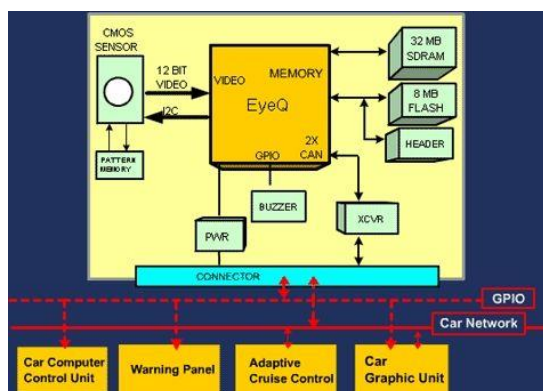 CMOS
SENSOR
12 BIT
VIDEO
I2C
PATTERN
MEMORY
VIDEO
MEMORY
EyeQ
GPIO
2X
CAN
32 MB
SDRAM
8 MB
FLASH
HEADER
BUZZER
XCVR
PWR
CONNECTOR
GPIO
Car Network
Car Computer
Control Unit
Warning Panel
Adaptive
Cruise Control
Car
Graphic Unit